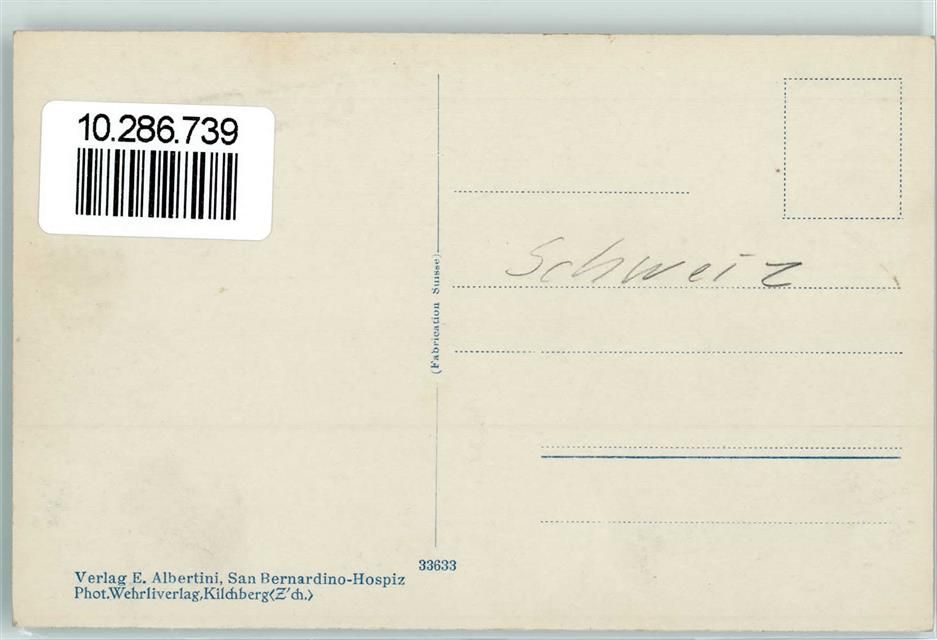 10.286.739
Schweiz
(Fabrication Suisse)
33633
Verlag E. Albertini, San Bernardino-Hospiz
Phot.Wehrliverlag,Kilchberg(Z'ch.)